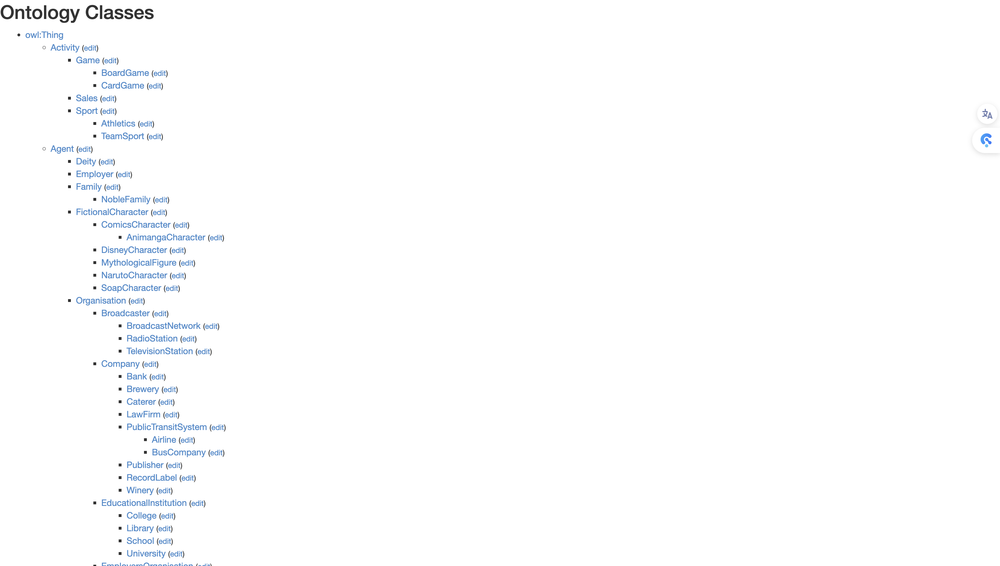 Ontology Classes
owl:Thing
Activity (edit)
Game (edit)
BoardGame (edit)
CardGame (edit)
Sales (edit)
Sport (edit)
Athletics (edit)
TeamSport (edit)
Agent (edit)
Deity (edit)
Employer (edit)
Family (edit)
NobleFamily (edit)
FictionalCharacter (edit)
ComicsCharacter (edit)
AnimangaCharacter (edit)
DisneyCharacter (edit)
MythologicalFigure (edit)
NarutoCharacter (edit)
SoapCharacter (edit)
Organisation (edit)
Broadcaster (edit)
BroadcastNetwork (edit)
RadioStation (edit)
TelevisionStation (edit)
Company (edit)
Bank (edit)
Brewery (edit)
Caterer (edit)
LawFirm (edit)
PublicTransitSystem (edit)
Airline (edit)
BusCompany (edit)
Publisher (edit)
RecordLabel (edit)
Winery (edit)
EducationalInstitution (edit)
College (edit)
Library (edit)
School (edit)
University (edit)
EmployersOrganisation (edit)